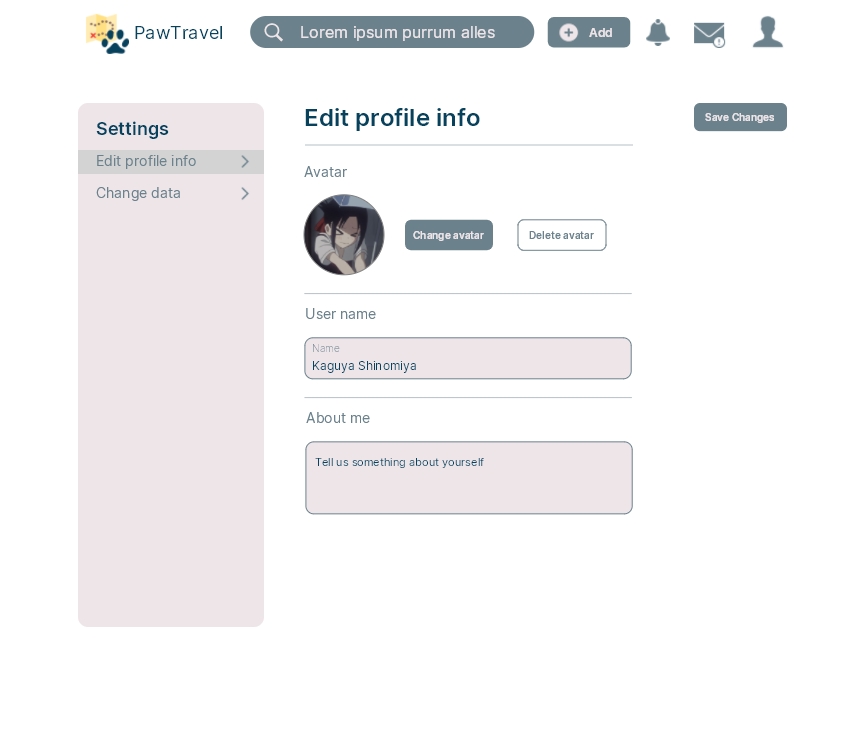 PawTravel
Lorem ipsum purrum alles
Add
Settings
Edit profile info
Change data
Edit profile info
Save Changes
Avatar
Change avatar
Delete avatar
User name
Name
Kaguya Shinomiya
About me
Tell us something about yourself